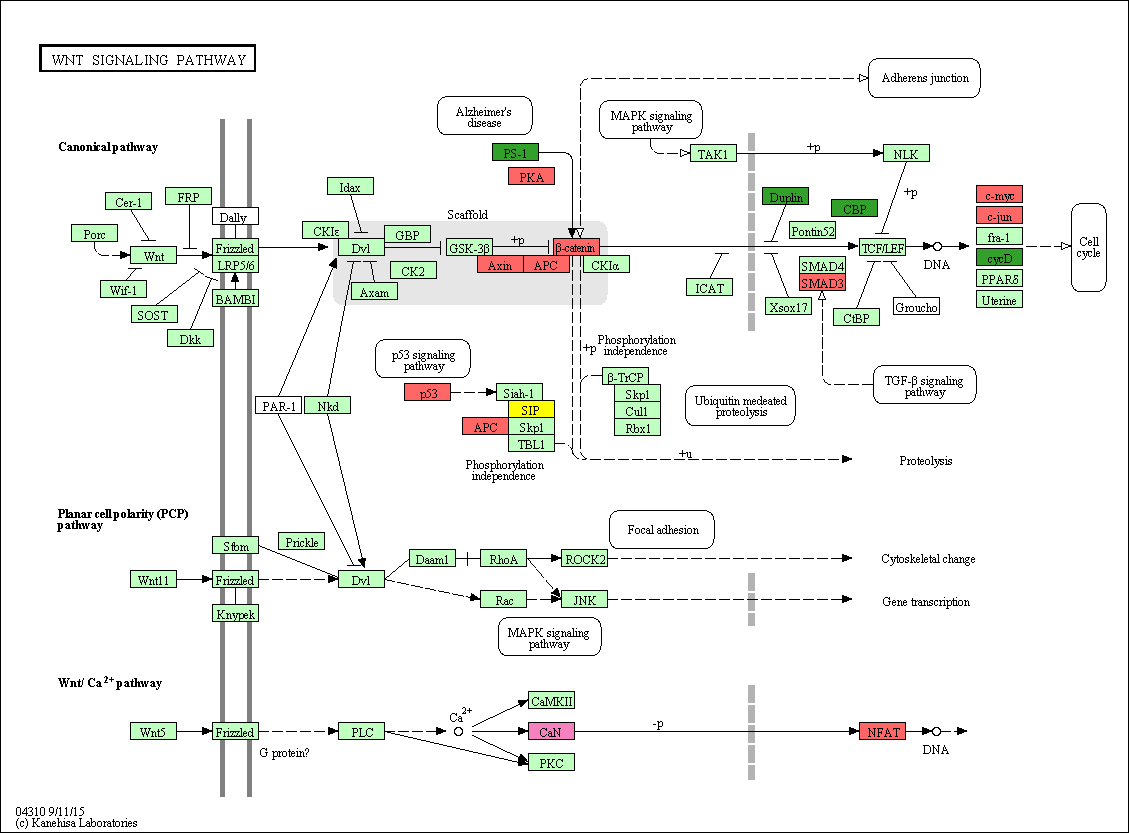 WNT SIGNALING PATHWAY
Adherens junction
Alzheimer's
disease
MAPK signaling
pathway
Canonical pathway
PS-1
TAK1
+p
NLK
PKA
+p
Cer-1
FRP
Idax
Duplin
CBP
c-myc
c-jun
Porc
Dally
CKIε
Scaffold
GBP
Pontin52
fra-1
Wnt
Frizzled
LRP5/6
Dvl
GSK-3β
+p
β-catenin
TCF/LEF
DNA
cycD
Cell
cycle
Axin
APC
CKIα
CK2
SMAD4
SMAD3
PPARδ
Wif-1
BAMBI
Axam
ICAT
Uterine
SOST
Xsox17
CtBP
Groucho
Dkk
p53 signaling
pathway
+p
Phosphorylation
independence
β-TrCP
Skp1
Cul1
Rbx1
TGF-β signaling
pathway
p53
Siah-1
SIP
APC
Skp1
TBL1
Ubiquitin medeated
proteolysis
PAR-1
Nkd
Phosphorylation
independence
+u
Proteolysis
Planar cell polarity (PCP)
pathway
Focal adhesion
Stbm
Prickle
Daam1
RhoA
ROCK2
Cytoskeletal change
Wnt11
Frizzled
Dvl
Rac
JNK
Gene transcription
Knypek
MAPK signaling
pathway
Wnt/ Ca2+ pathway
CaMKII
Ca2+
Wnt5
Frizzled
PLC
CaN
-p
NFAT
DNA
G protein?
PKC
04310 9/11/15
(c) Kanehisa Laboratories